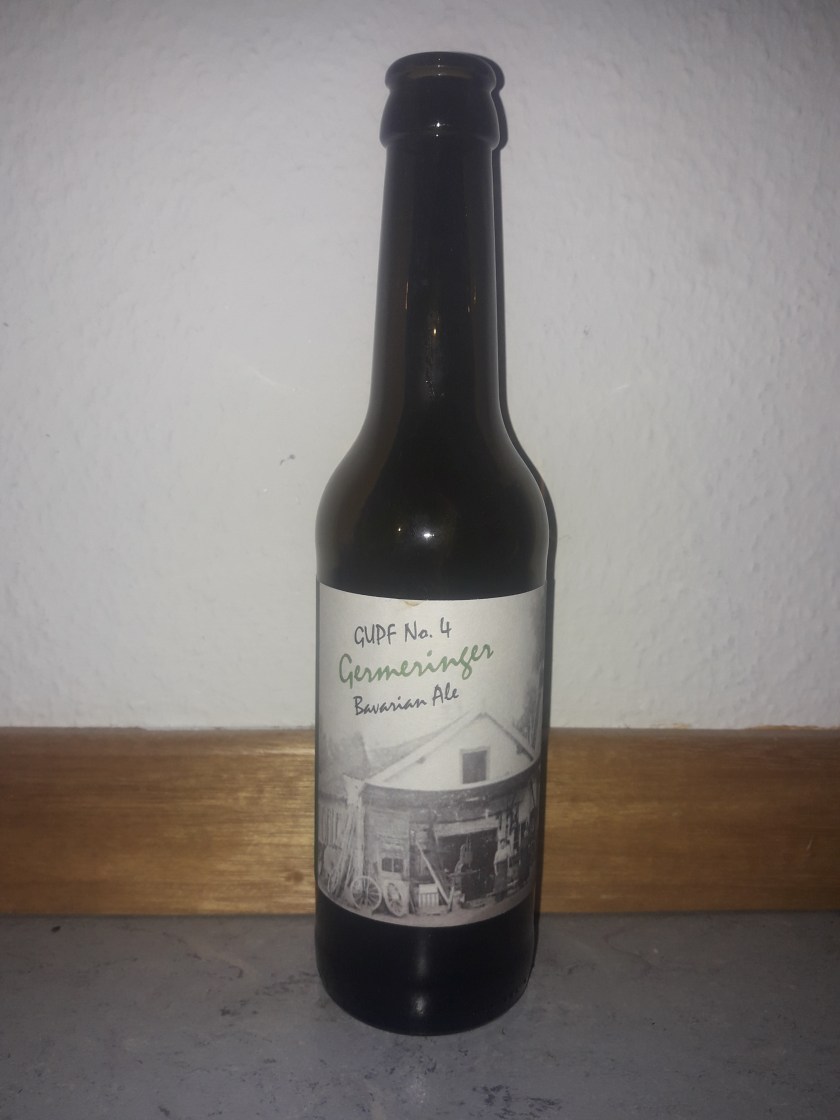 GUPF No. 4
Germeringer
Bavarian Ale